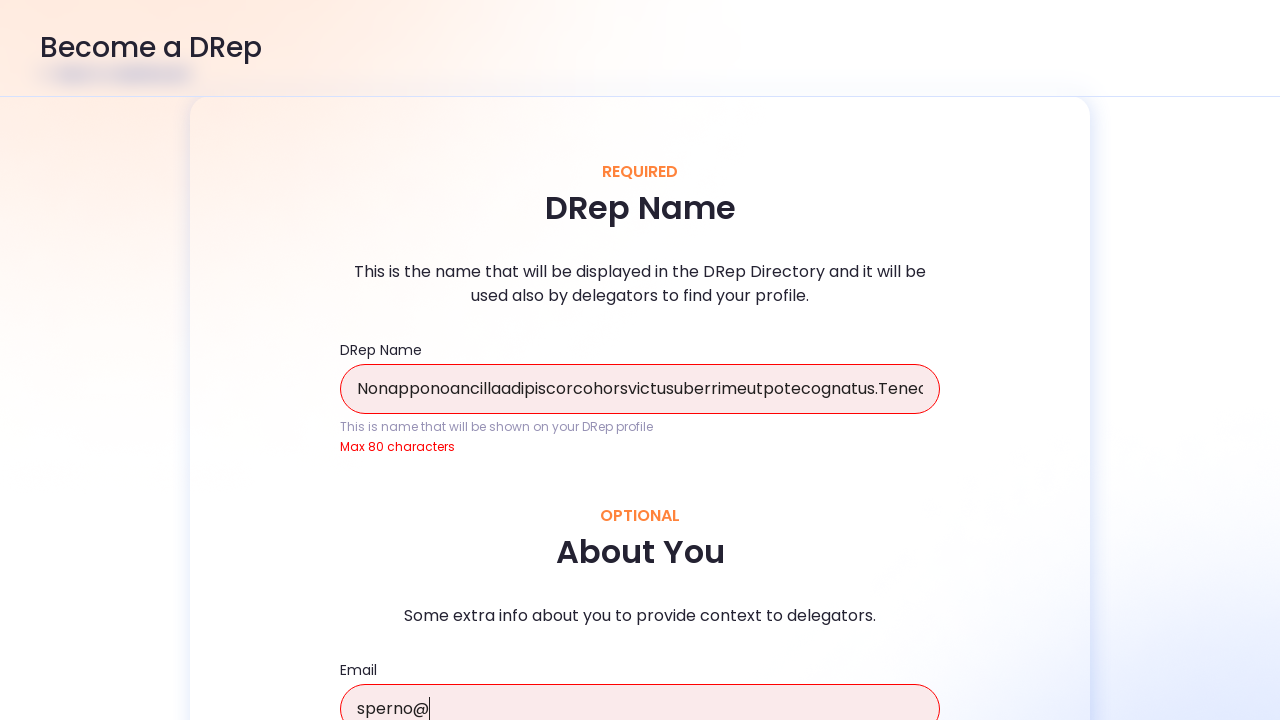 Become a DRep
REQUIRED
DRep Name
This is the name that will be displayed in the DRep Directory and it will be
used also by delegators to find your profile.
DRep Name
Nonapponoancillaadipiscorcohorsvictusuberrimeutpotecognatus.Tenec
This is name that will be shown on your DRep profile
Max 80 characters
OPTIONAL
About You
Some extra info about you to provide context to delegators.
Email
sperno@